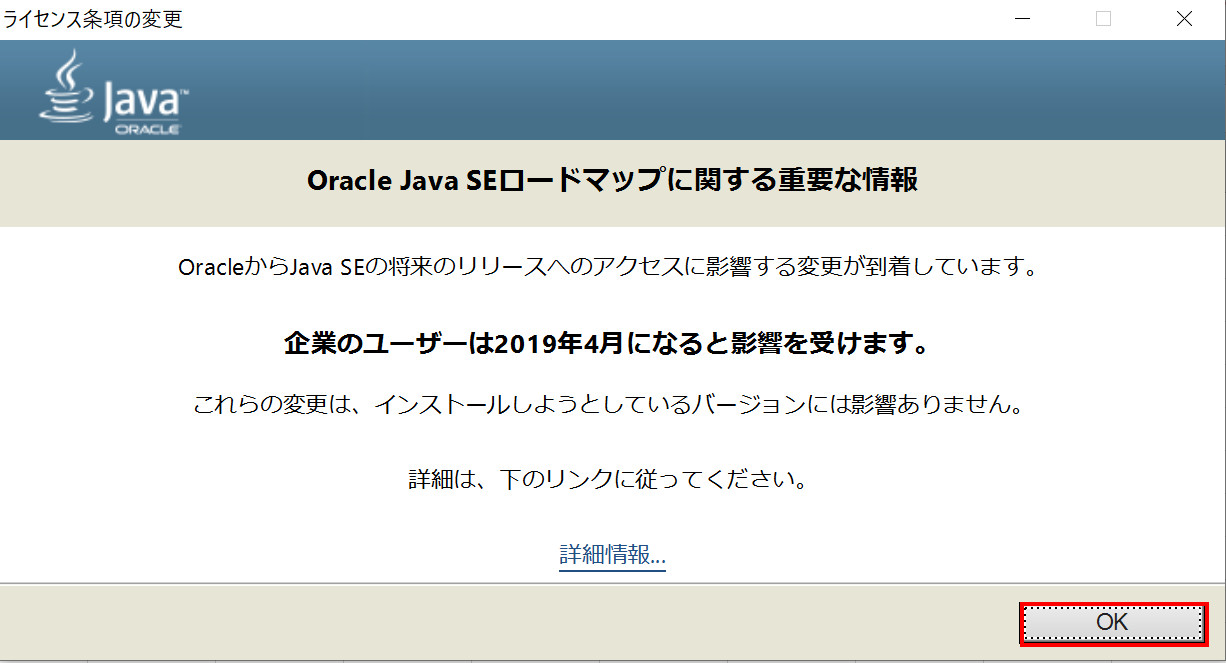 ライセンス条項の変更
Java™
ORACLE
Oracle Java SEロードマップに関する重要な情報
OracleからJava SEの将来のリリースへのアクセスに影響する変更が到着しています。
企業のユーザーは2019年4月になると影響を受けます。
これらの変更は、インストールしようとしているバージョンには影響ありません。
詳細は、下のリンクに従ってください。
詳細情報...
OK